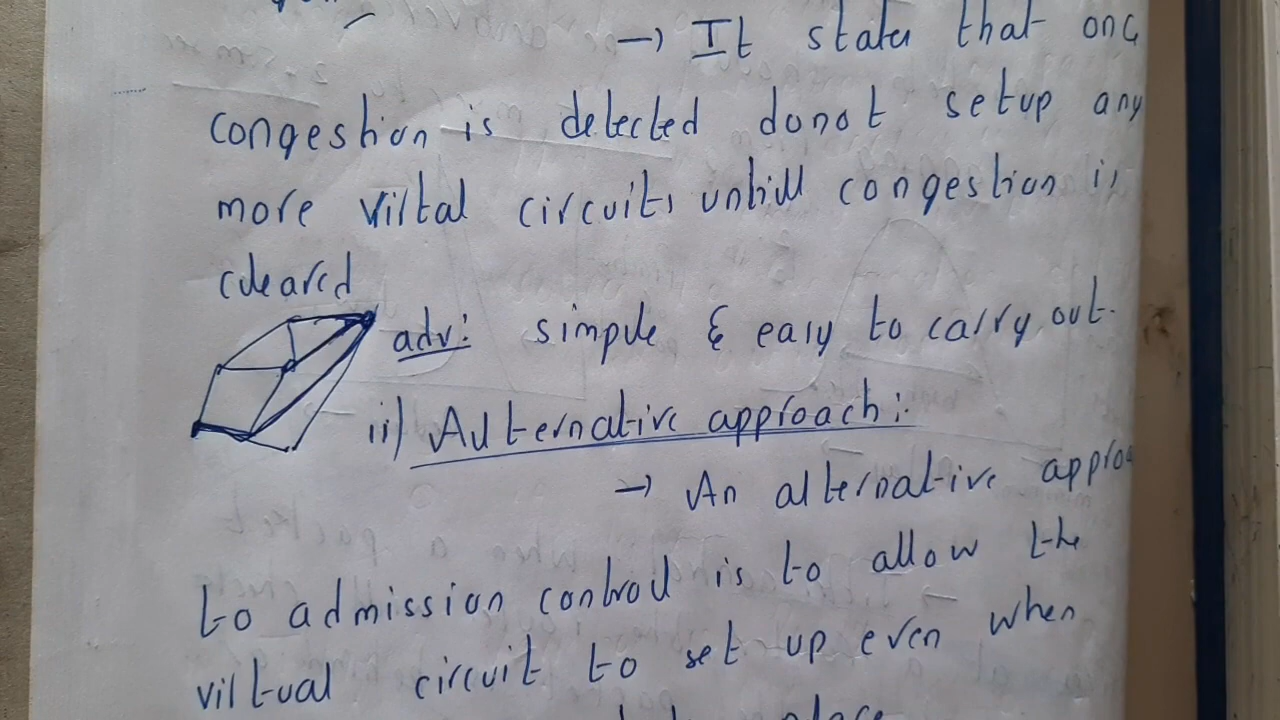 → It states that onc
congestion is detected donot setup any
more virtal circuits untill congestion is
cleared
adv: simple & easy to carry out.
ii) Alternative approach:
→ An alternative approa
to admission control is to allow the
virtual circuit to set up even when
place